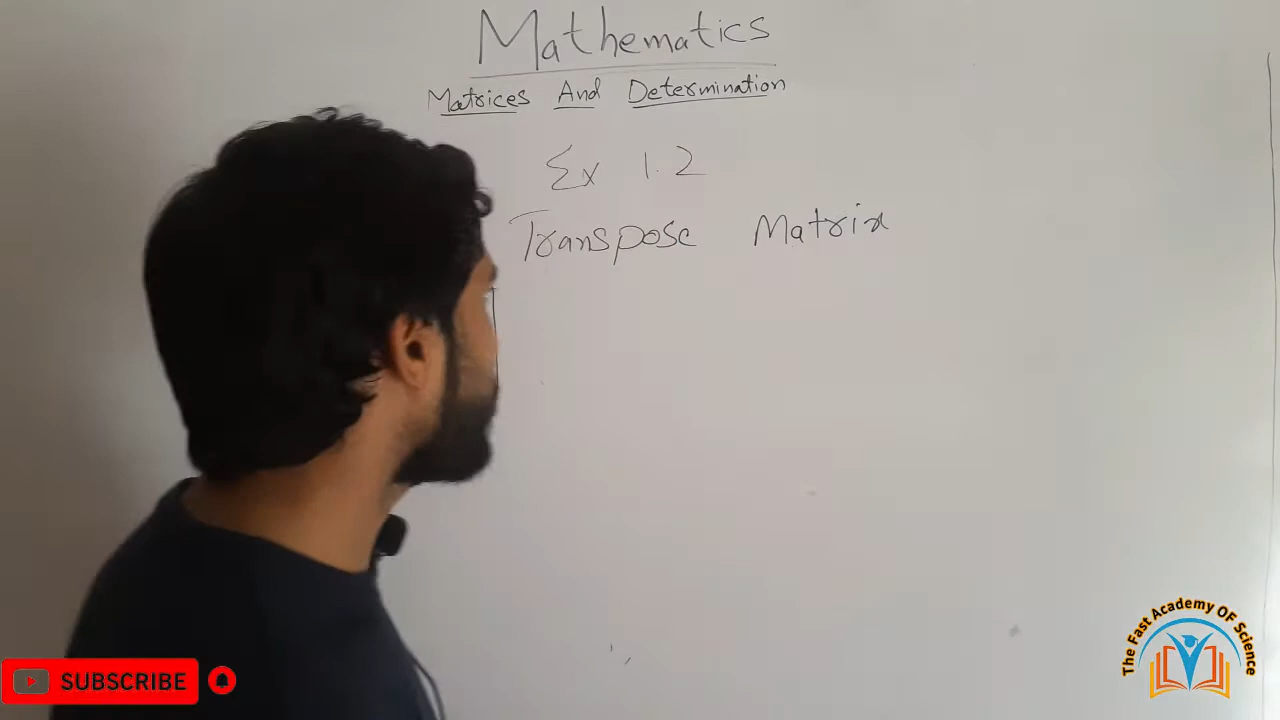 Mathematics
Matrices And Determination
Ex 1.2
Transpose Matrix
SUBSCRIBE
The Fast Academy OF Science